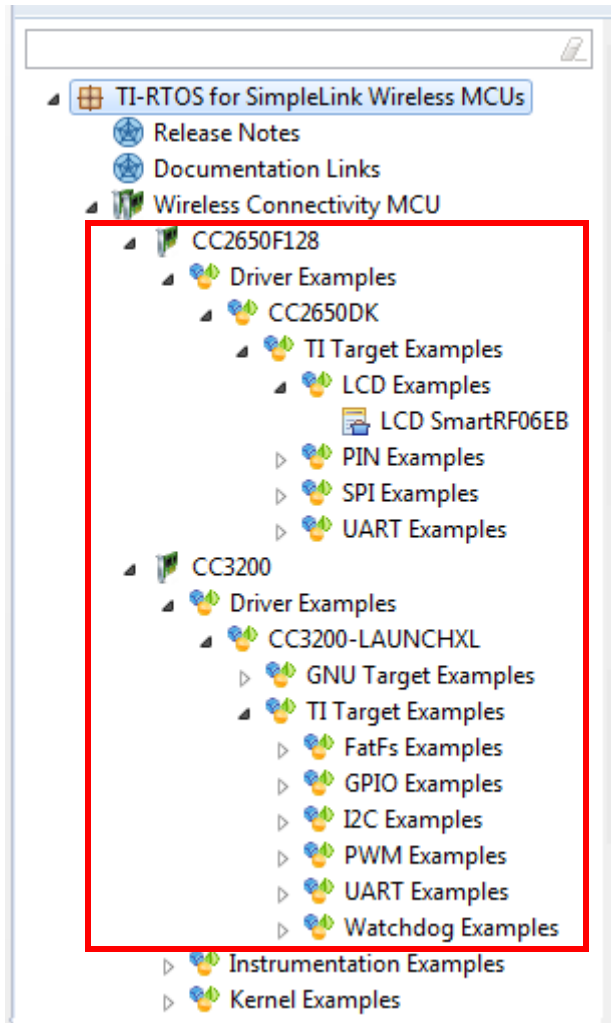 TI-RTOS for SimpleLink Wireless MCUs
Release Notes
Documentation Links
Wireless Connectivity MCU
CC2650F128
Driver Examples
CC2650DK
TI Target Examples
LCD Examples
LCD SmartRF06EB
PIN Examples
SPI Examples
UART Examples
CC3200
Driver Examples
CC3200-LAUNCHXL
GNU Target Examples
TI Target Examples
FatFs Examples
GPIO Examples
I2C Examples
PWM Examples
UART Examples
Watchdog Examples
Instrumentation Examples
Kernel Examples